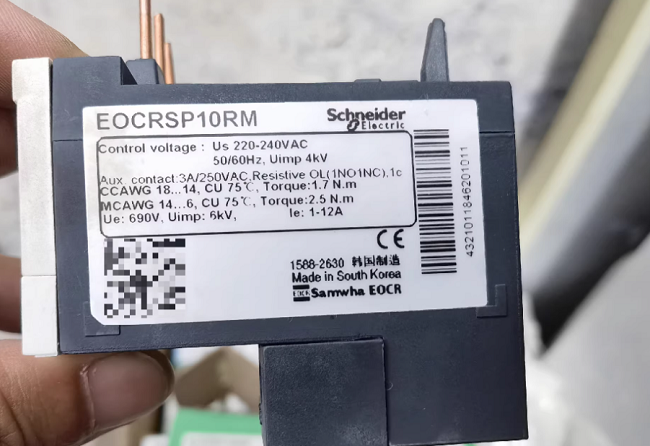 EOCRSP10RM
Schneider
Electric
Control voltage : Us 220-240VAC
50/60Hz, Uimp 4kV
Aux. contact:3A/250VAC,Resistive OL(1NO1NC),1c
CCAWG 18...14, CU 75℃, Torque:1.7 N.m
MCAWG 14...6, CU 75℃, Torque:2.5 N.m
Ue: 690V, Uimp: 6kV, Ie: 1-12A
CE
1588-2630 韩国制造
Made in South Korea
Samwha EOCR
4321011846201011